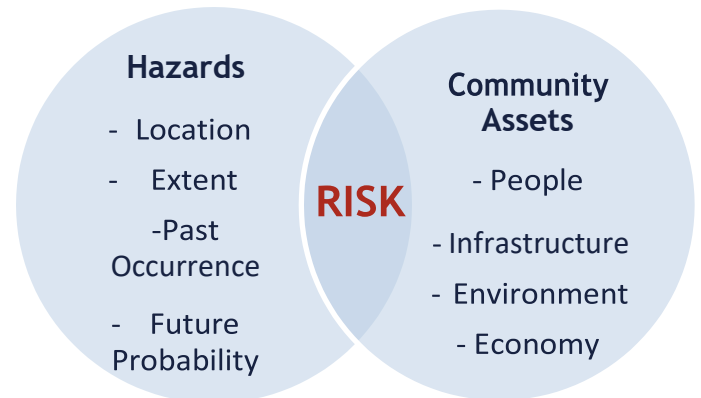 Hazards
- Location
- Extent
-Past
Occurrence
- Future
Probability
RISK
Community
Assets
- People
- Infrastructure
- Environment
- Economy